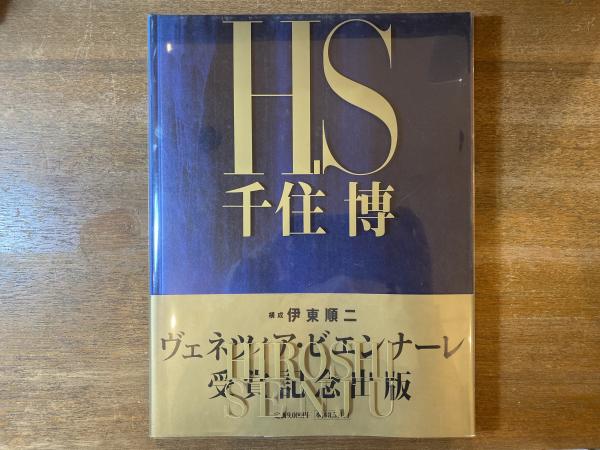 H.S
千住 博
構成 伊東順二
ヴェネツィア・ビエンナーレ
HIROSHI
受賞記念出版
SENJU